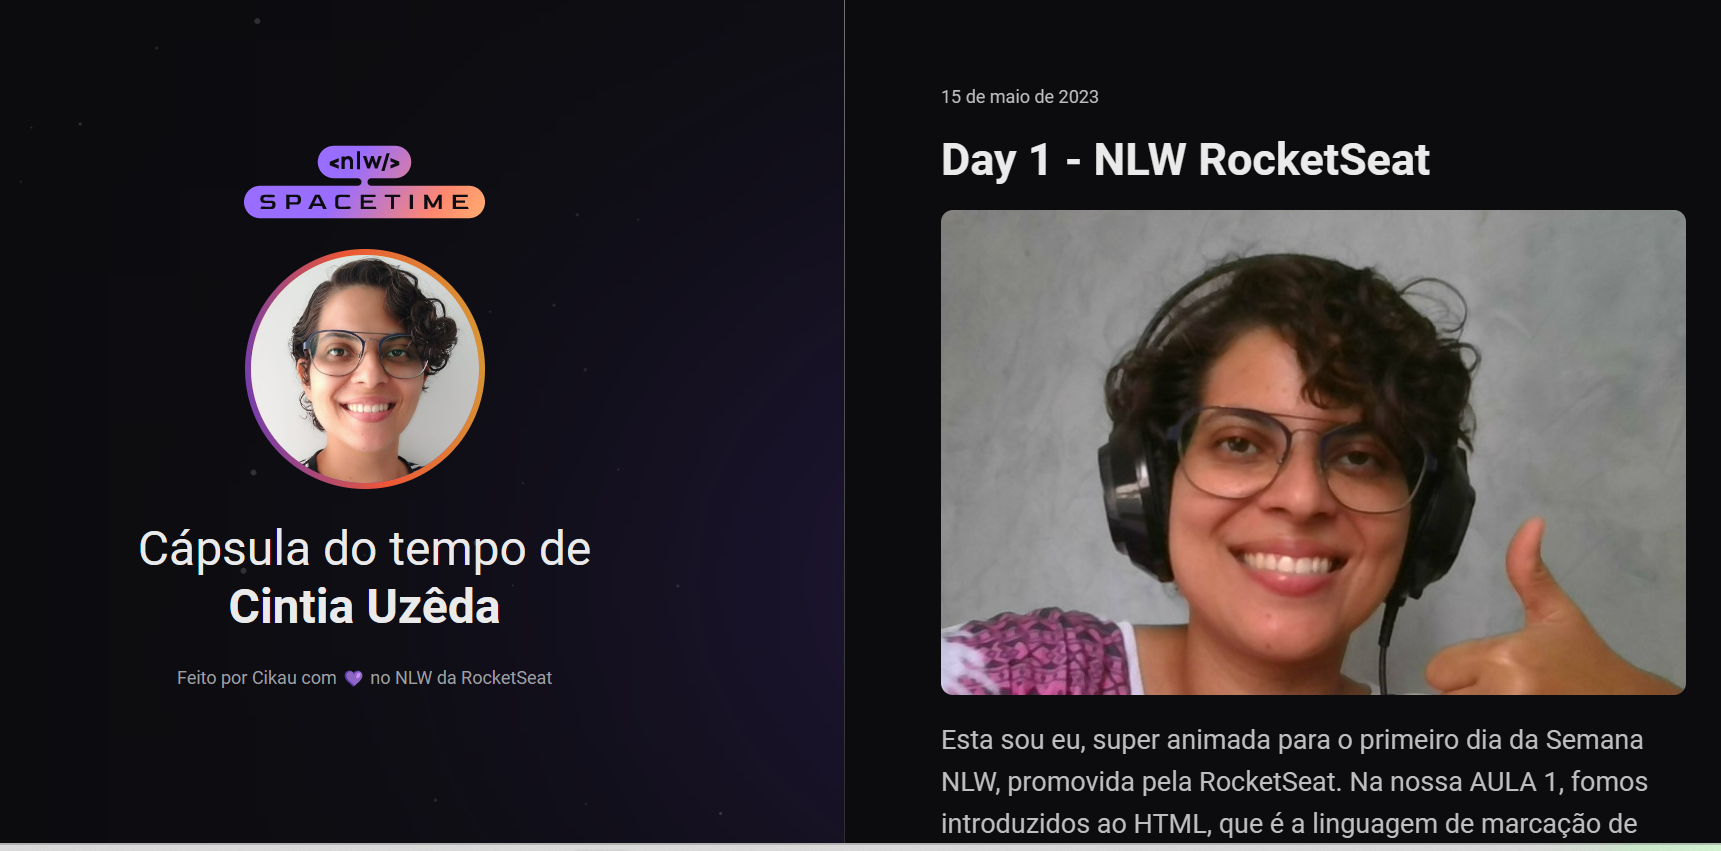 <nlw/>
SPACETIME
Cápsula do tempo de
Cintia Uzêda
Feito por Cikau com 💜 no NLW da RocketSeat
15 de maio de 2023
Day 1 - NLW RocketSeat
Esta sou eu, super animada para o primeiro dia da Semana
NLW, promovida pela RocketSeat. Na nossa AULA 1, fomos
introduzidos ao HTML, que é a linguagem de marcação de